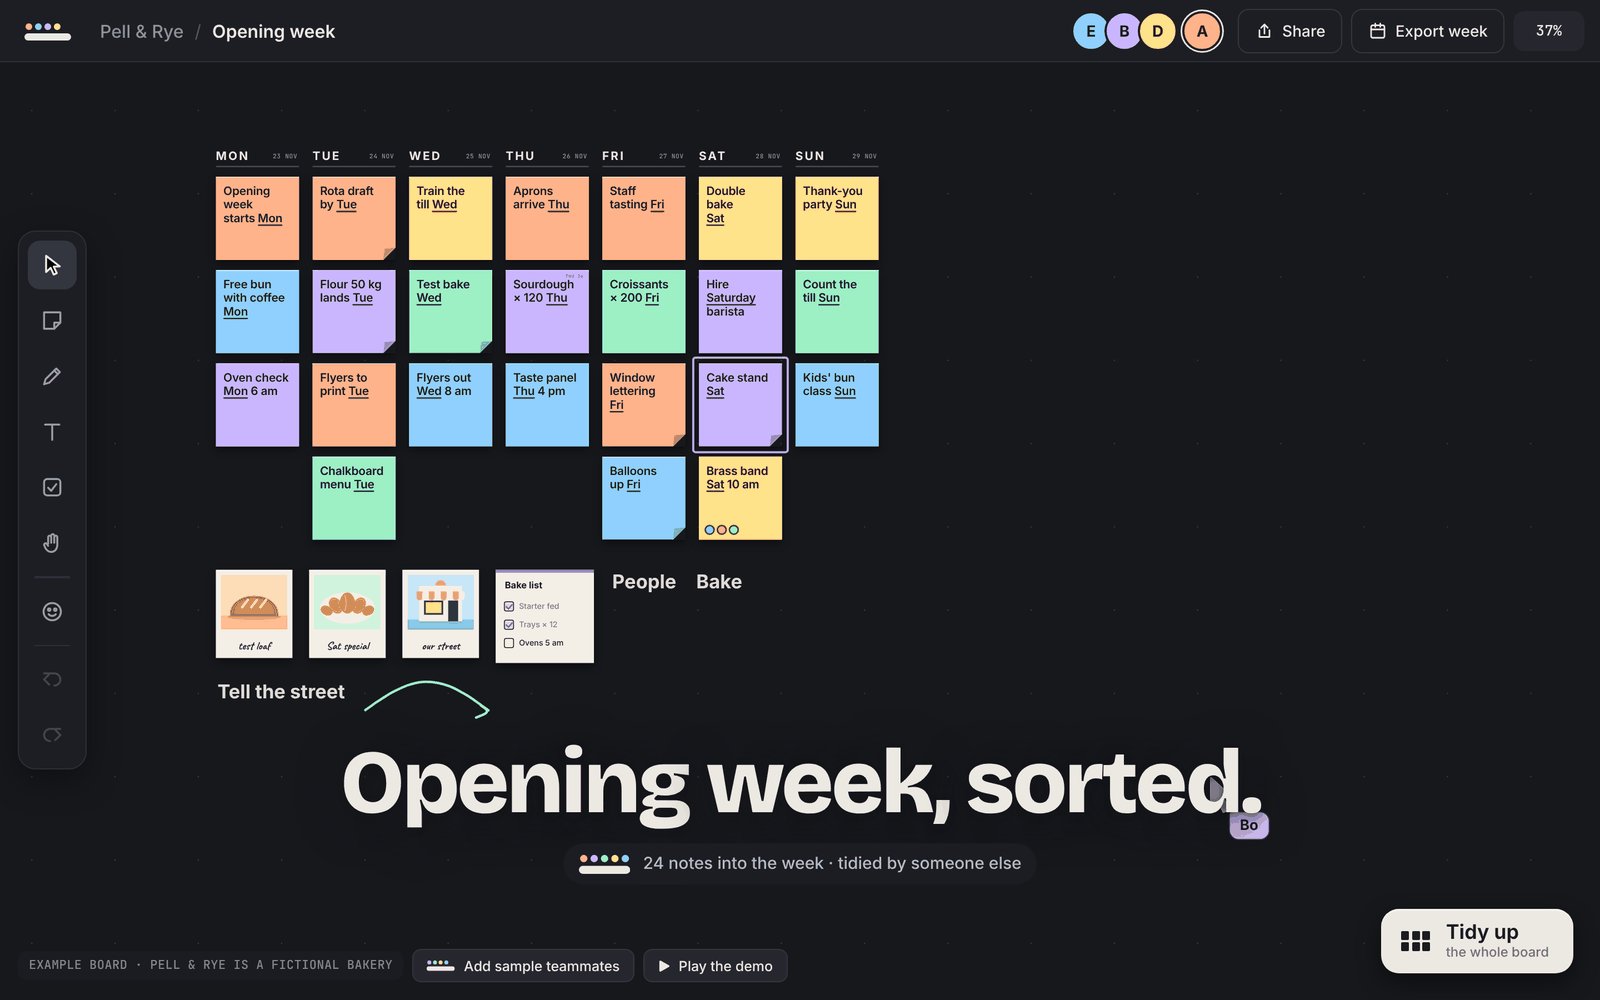 Pell & Rye / Opening week
E B D A
Share
Export week
37%
MON 23 NOV
TUE 24 NOV
WED 25 NOV
THU 26 NOV
FRI 27 NOV
SAT 28 NOV
SUN 29 NOV
Opening
week
starts Mon
Rota draft
by Tue
Train the
till Wed
Aprons
arrive Thu
Staff
tasting Fri
Double
bake
Sat
Thank-you
party Sun
Free bun
with coffee
Mon
Flour 50 kg
lands Tue
Test bake
Wed
Sourdough
× 120 Thu
Croissants
× 200 Fri
Hire
Saturday
barista
Count the
till Sun
Oven check
Mon 6 am
Flyers to
print Tue
Flyers out
Wed 8 am
Taste panel
Thu 4 pm
Window
lettering
Fri
Cake stand
Sat
Kids' bun
class Sun
Chalkboard
menu Tue
Balloons
up Fri
Brass band
Sat 10 am
test loaf
Sat special
our street
Bake list
Starter fed
Trays × 12
Ovens 5 am
People
Bake
Tell the street
Opening week, sorted.
Bo
24 notes into the week · tidied by someone else
EXAMPLE BOARD · PELL & RYE IS A FICTIONAL BAKERY
Add sample teammates
Play the demo
Tidy up
the whole board